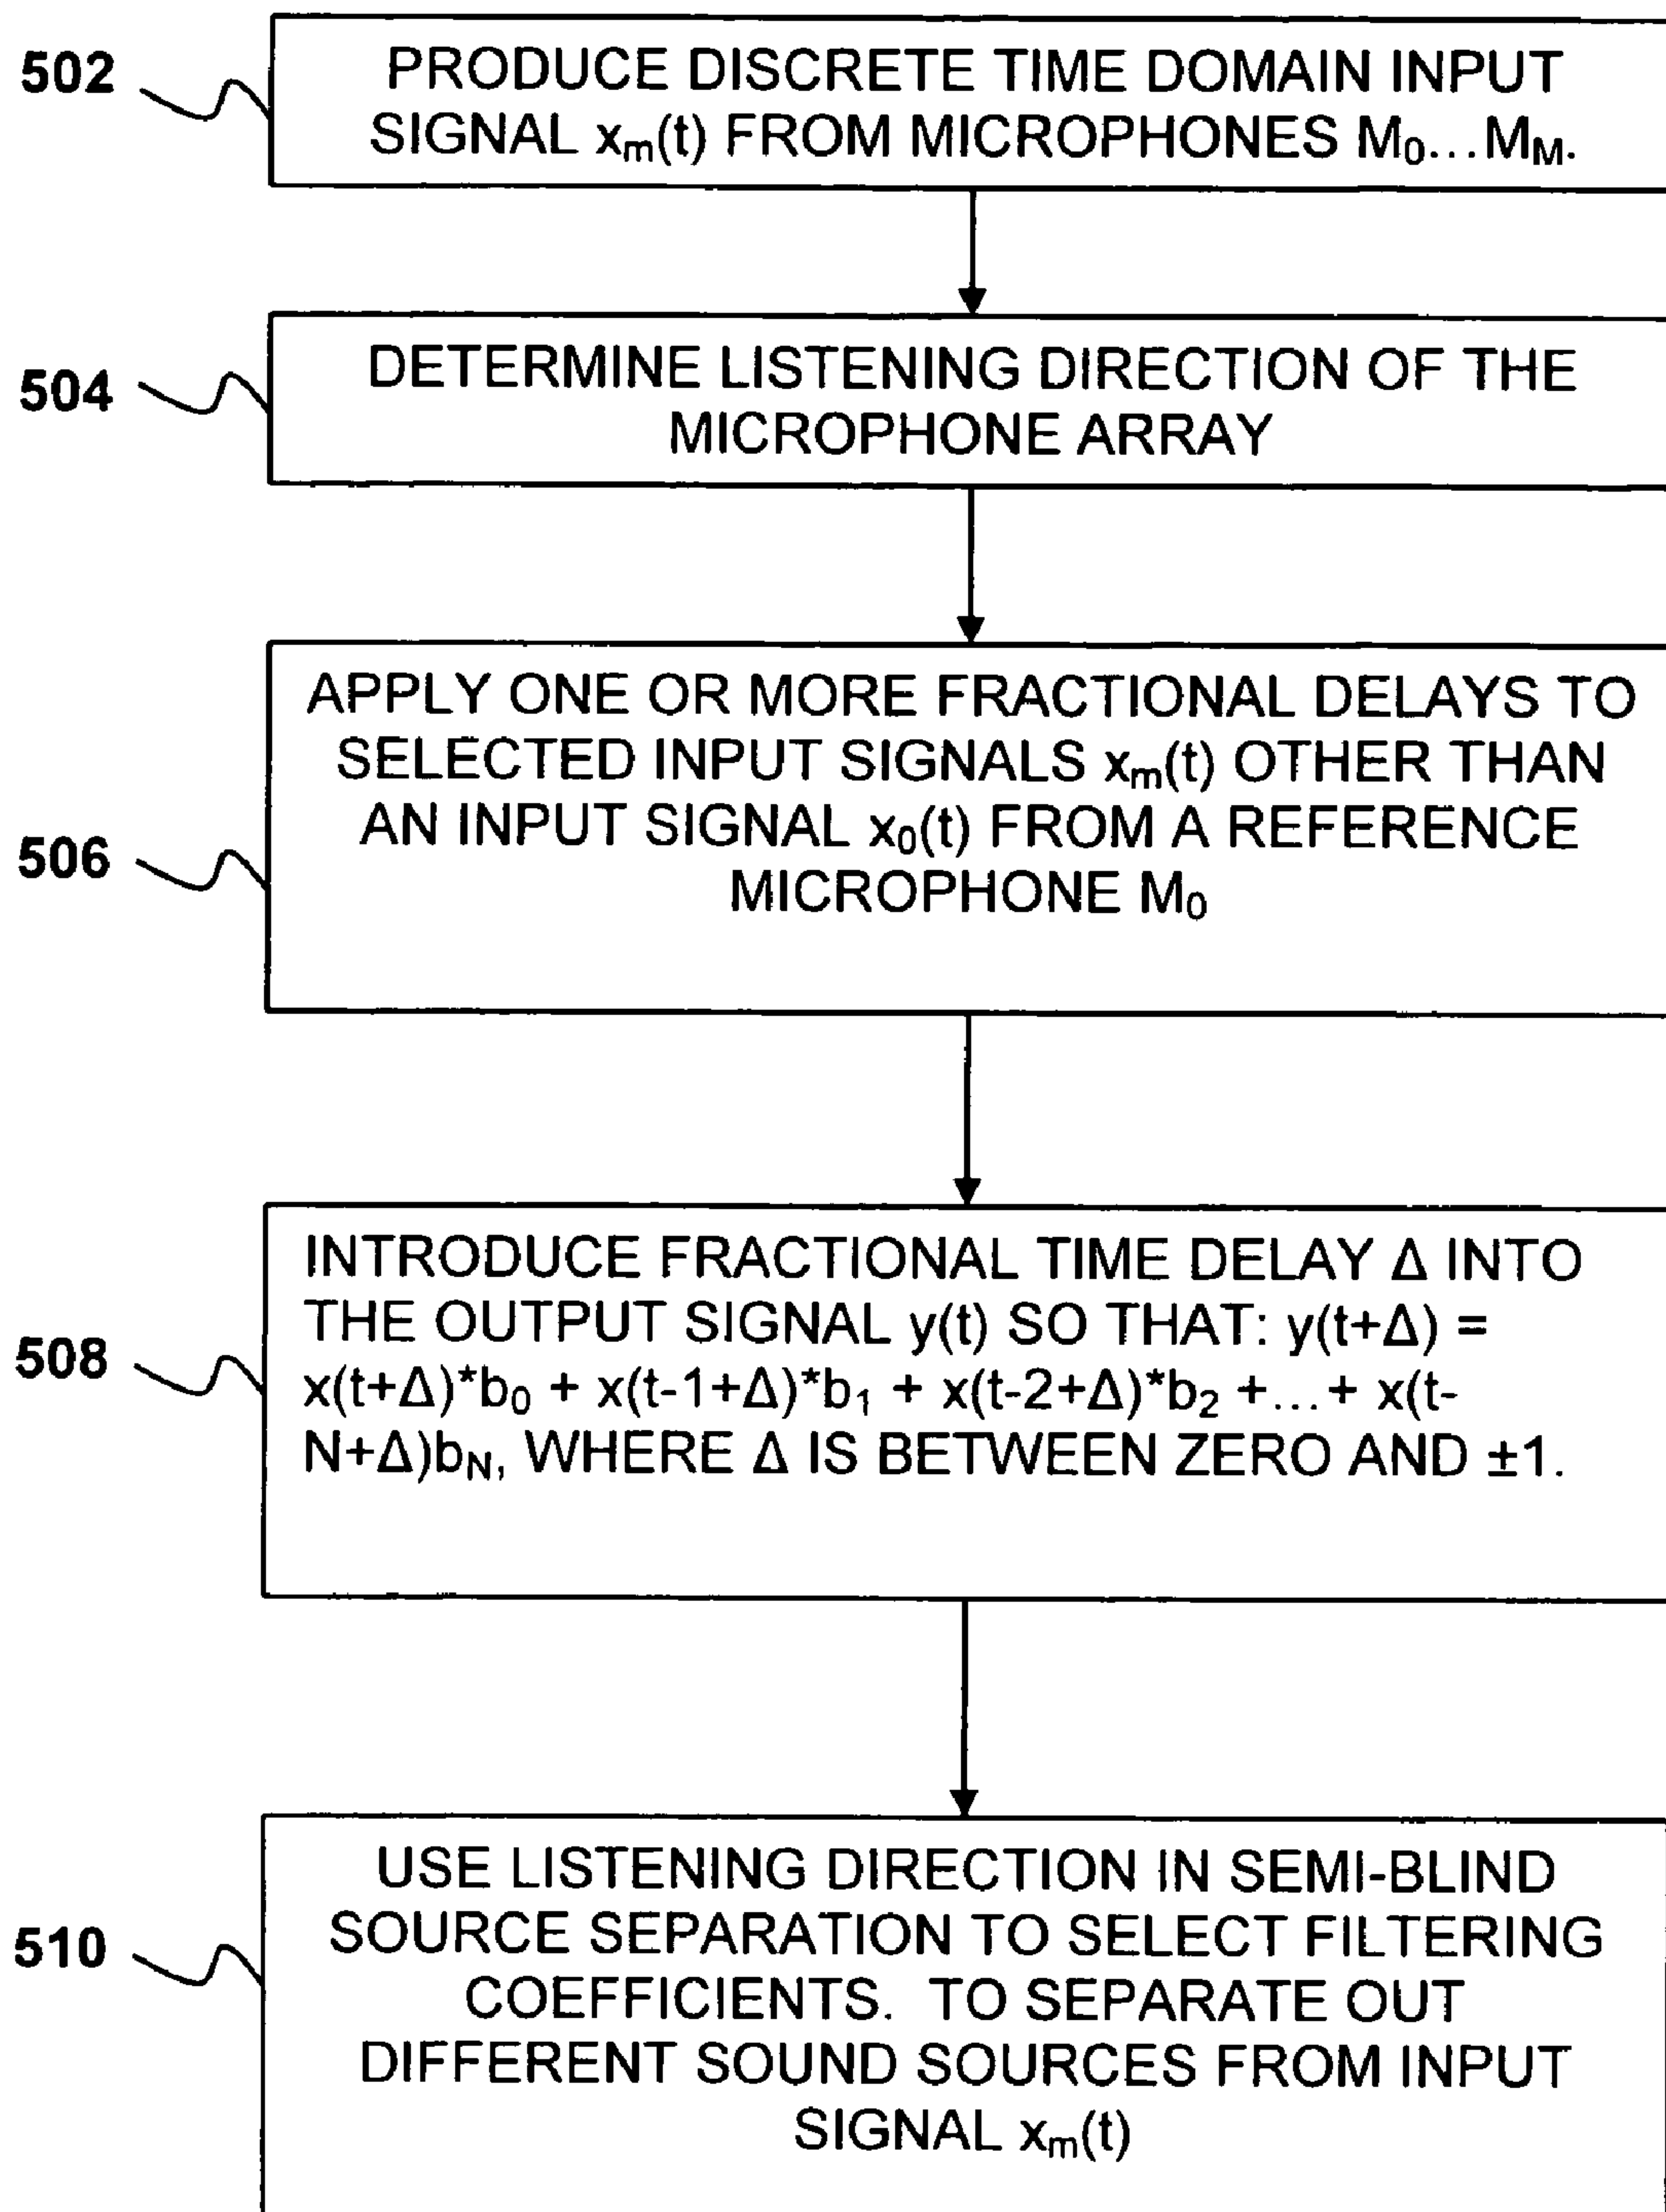 502
PRODUCE DISCRETE TIME DOMAIN INPUT
SIGNAL xₘ(t) FROM MICROPHONES M₀...M_M.
504
DETERMINE LISTENING DIRECTION OF THE
MICROPHONE ARRAY
506
APPLY ONE OR MORE FRACTIONAL DELAYS TO
SELECTED INPUT SIGNALS xₘ(t) OTHER THAN
AN INPUT SIGNAL x₀(t) FROM A REFERENCE
MICROPHONE M₀
508
INTRODUCE FRACTIONAL TIME DELAY Δ INTO
THE OUTPUT SIGNAL y(t) SO THAT: y(t+Δ) =
x(t+Δ)*b₀ + x(t-1+Δ)*b₁ + x(t-2+Δ)*b₂ +...+ x(t-
N+Δ)b_N, WHERE Δ IS BETWEEN ZERO AND ±1.
510
USE LISTENING DIRECTION IN SEMI-BLIND
SOURCE SEPARATION TO SELECT FILTERING
COEFFICIENTS. TO SEPARATE OUT
DIFFERENT SOUND SOURCES FROM INPUT
SIGNAL xₘ(t)